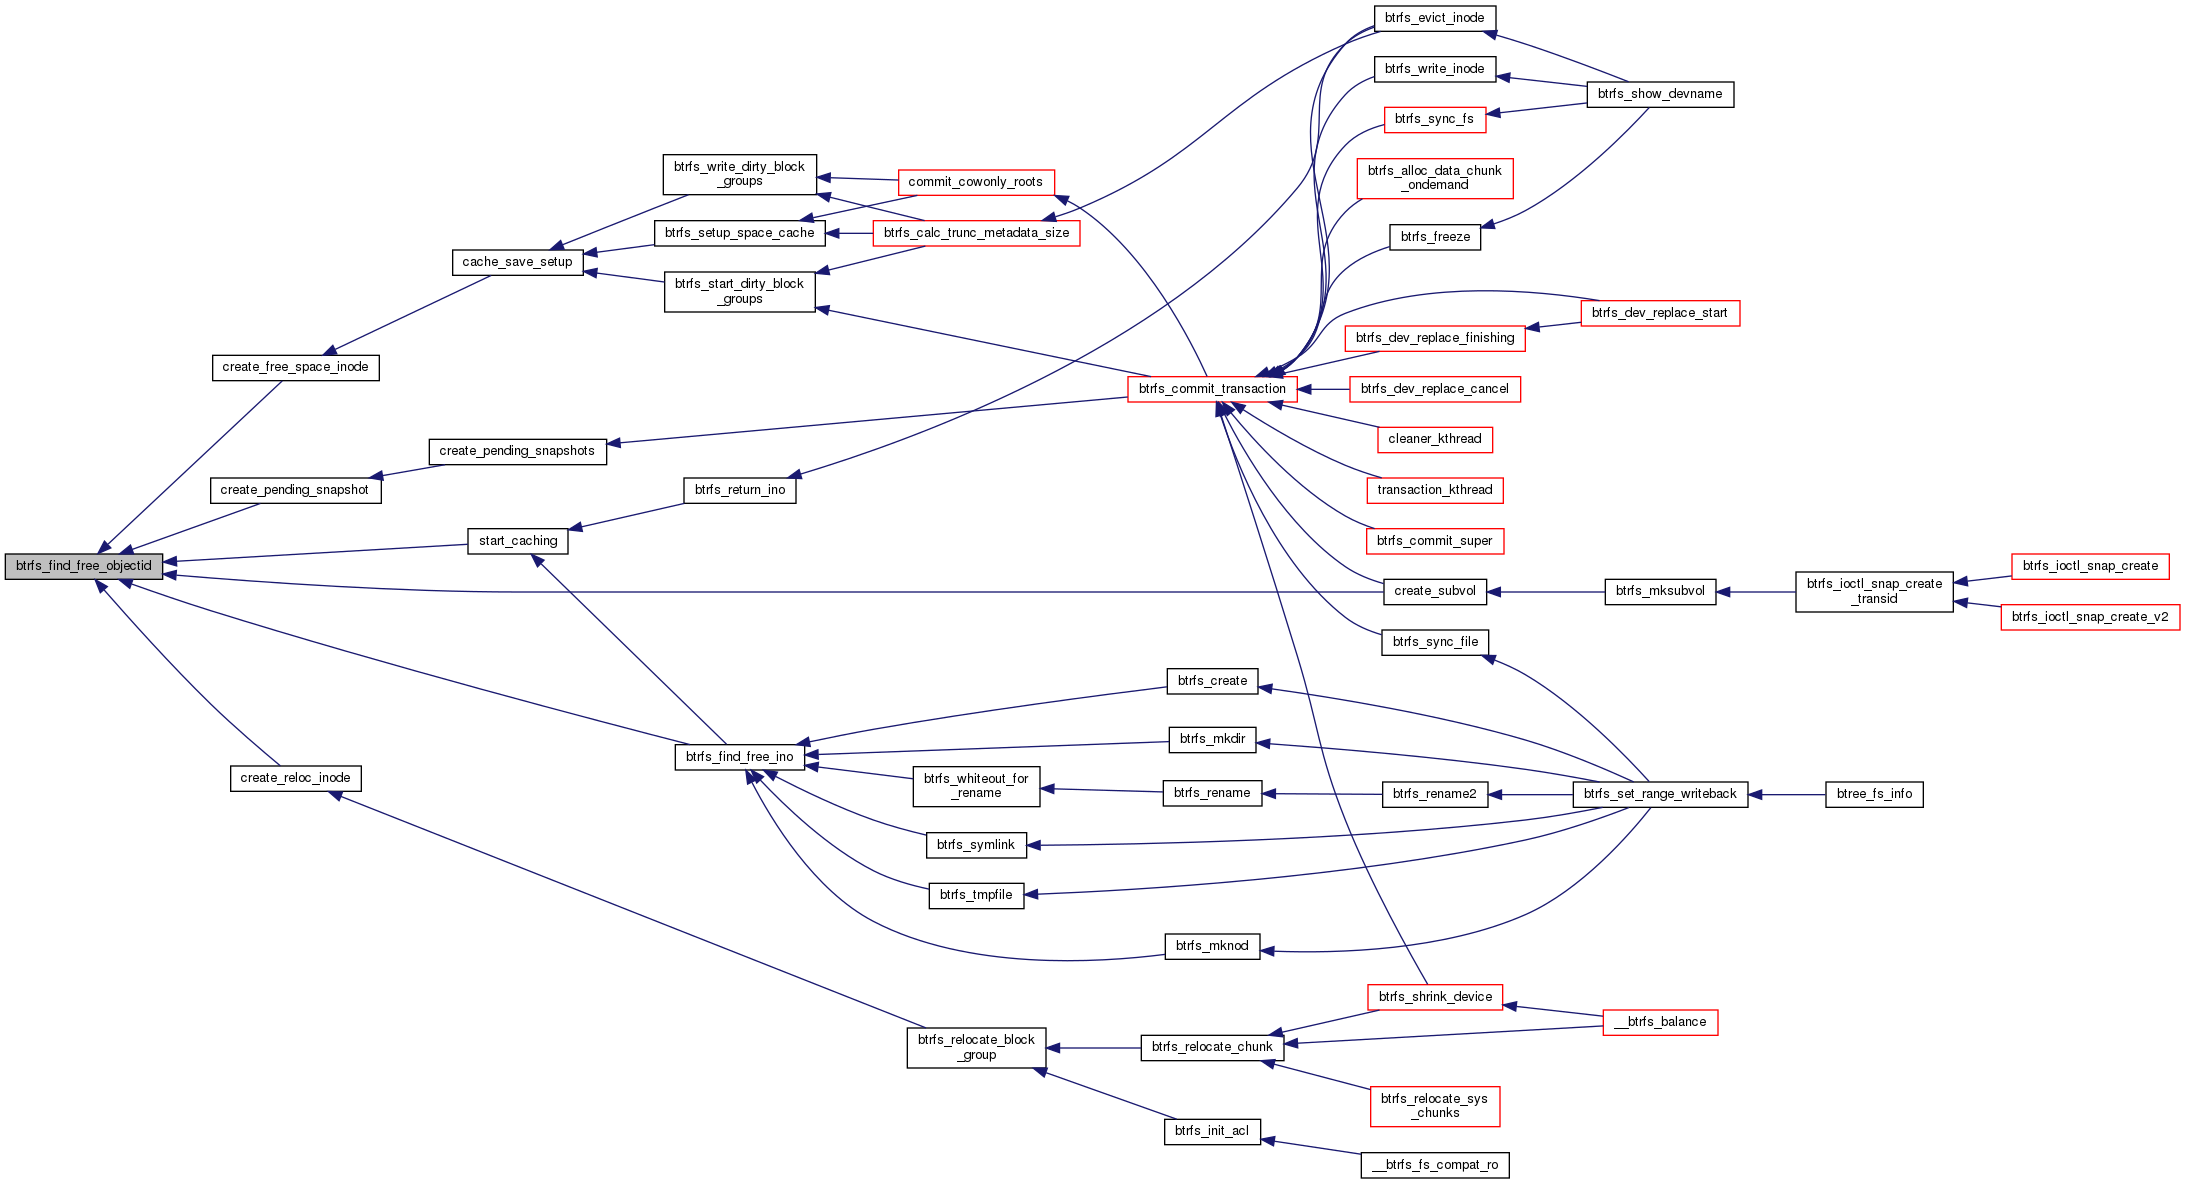 btrfs_evict_inode
btrfs_write_inode
btrfs_show_devname
btrfs_sync_fs
btrfs_write_dirty_block
_groups
commit_cowonly_roots
btrfs_alloc_data_chunk
_ondemand
btrfs_setup_space_cache
btrfs_calc_trunc_metadata_size
btrfs_freeze
cache_save_setup
btrfs_start_dirty_block
_groups
btrfs_dev_replace_start
btrfs_dev_replace_finishing
create_free_space_inode
btrfs_commit_transaction
btrfs_dev_replace_cancel
cleaner_kthread
create_pending_snapshots
create_pending_snapshot
btrfs_return_ino
transaction_kthread
start_caching
btrfs_commit_super
btrfs_find_free_objectid
btrfs_ioctl_snap_create
create_subvol
btrfs_mksubvol
btrfs_ioctl_snap_create
_transid
btrfs_ioctl_snap_create_v2
btrfs_sync_file
btrfs_create
btrfs_mkdir
btrfs_find_free_ino
create_reloc_inode
btrfs_whiteout_for
_rename
btrfs_rename
btrfs_rename2
btrfs_set_range_writeback
btree_fs_info
btrfs_symlink
btrfs_tmpfile
btrfs_mknod
btrfs_shrink_device
__btrfs_balance
btrfs_relocate_block
_group
btrfs_relocate_chunk
btrfs_relocate_sys
_chunks
btrfs_init_acl
__btrfs_fs_compat_ro